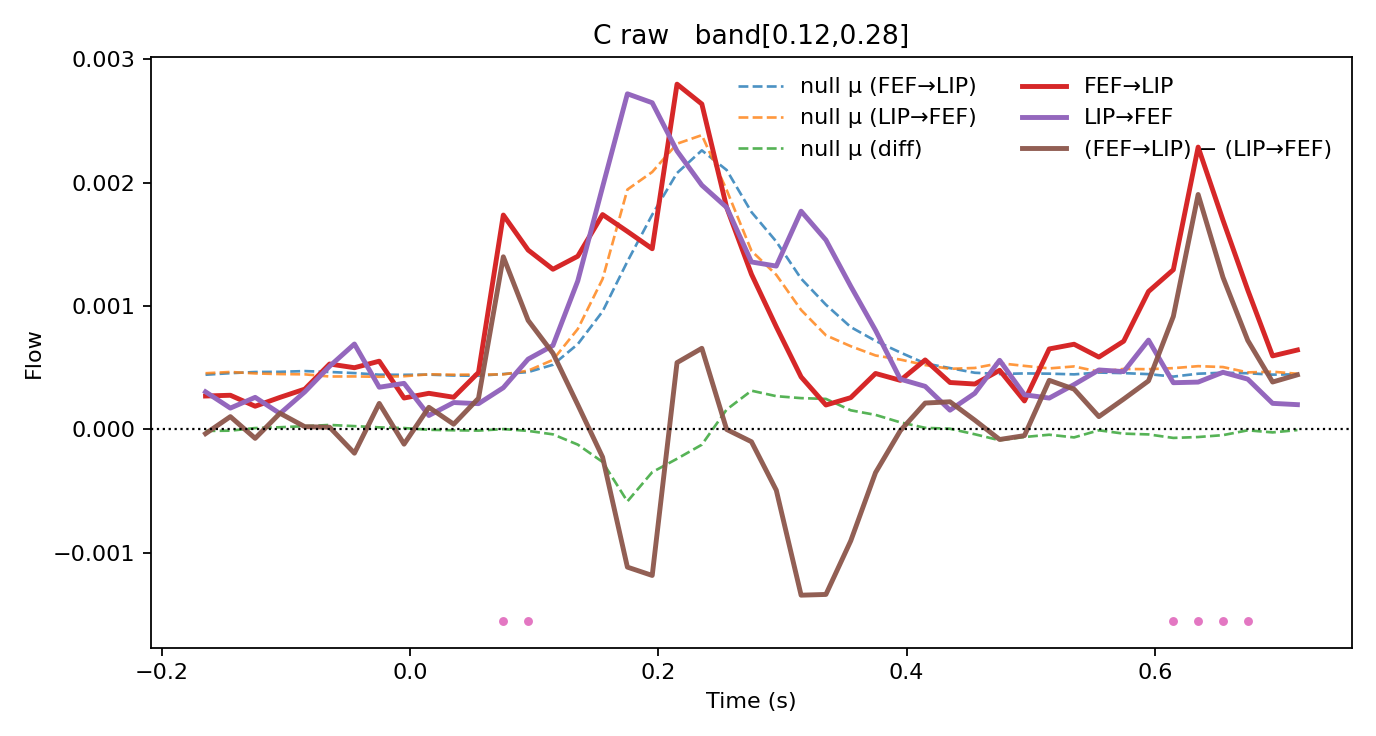 C raw band[0.12,0.28]
null μ (FEF→LIP)
null μ (LIP→FEF)
null μ (diff)
FEF→LIP
LIP→FEF
(FEF→LIP) − (LIP→FEF)
0.003
0.002
0.001
0.000
−0.001
Flow
−0.2
0.0
0.2
0.4
0.6
Time (s)